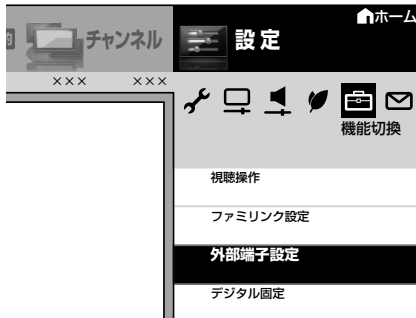 ホーム
チャンネル
設定
××× ×××
機能切換
視聴操作
ファミリンク設定
外部端子設定
デジタル固定